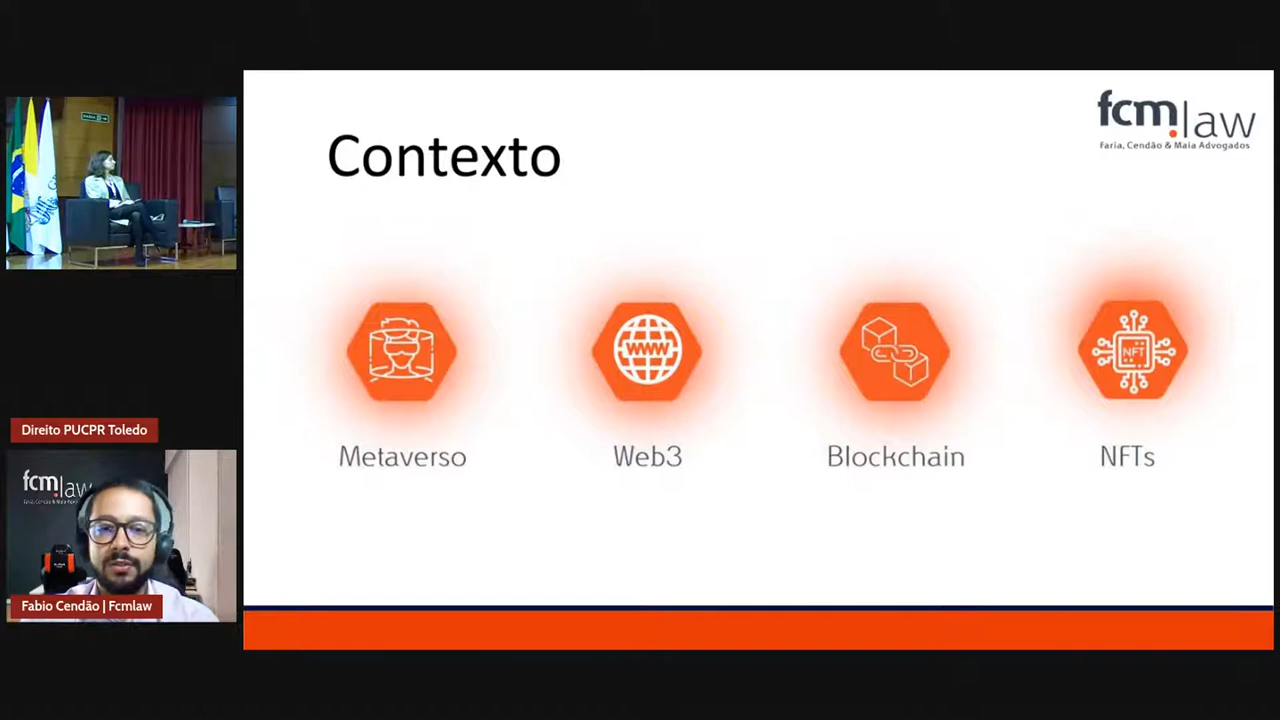 fcm.law
Faria, Cendão & Maia Advogados
Contexto
WWW
NFT
Metaverso
Web3
Blockchain
NFTs
Direito PUCPR Toledo
fcm.law
Fabio Cendão | Fcmlaw